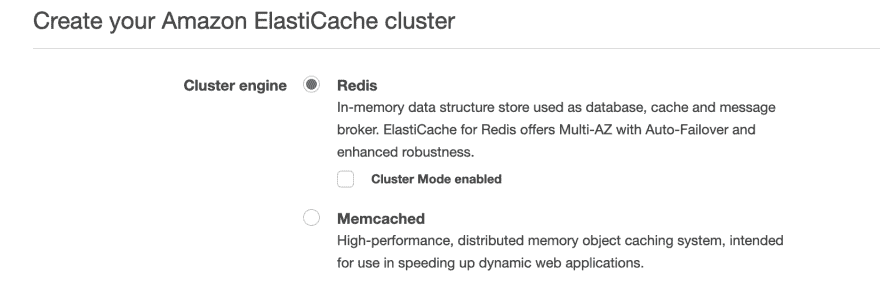 Create your Amazon ElastiCache cluster
Cluster engine Redis
In-memory data structure store used as database, cache and message
broker. ElastiCache for Redis offers Multi-AZ with Auto-Failover and
enhanced robustness.
Cluster Mode enabled
Memcached
High-performance, distributed memory object caching system, intended
for use in speeding up dynamic web applications.